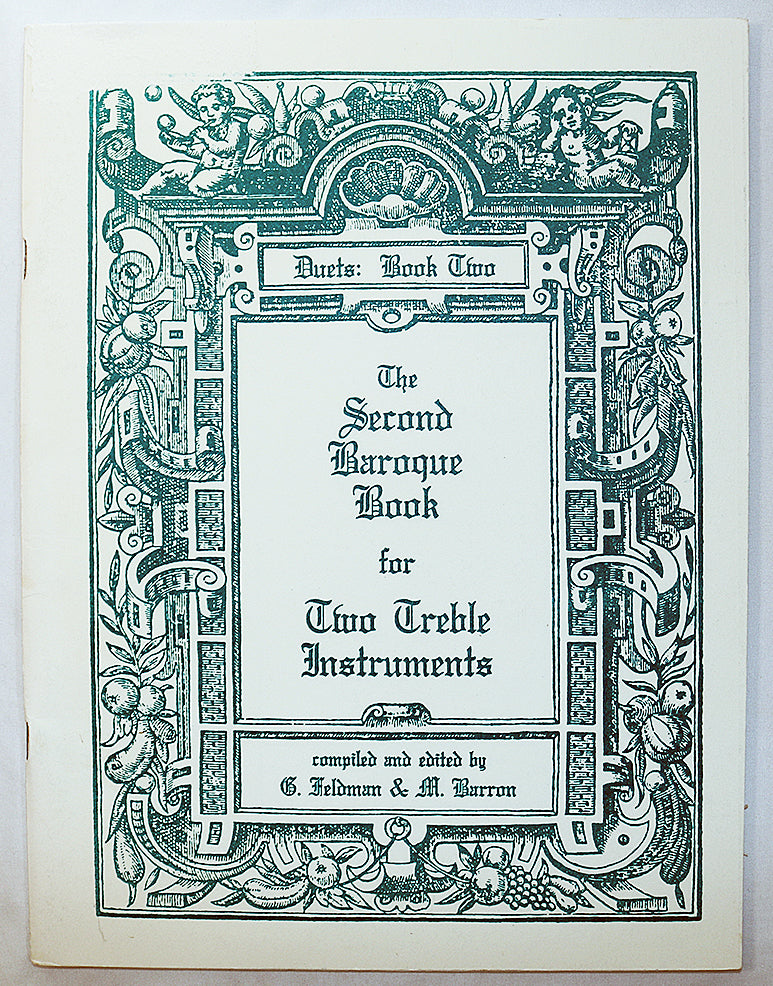 Duets: Book Two
The
Second
Baroque
Book
for
Two Treble
Instruments
compiled and edited by
G. Feldman & M. Barron